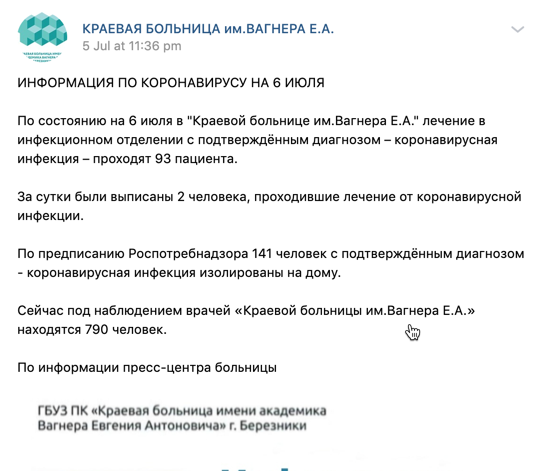 КРАЕВАЯ БОЛЬНИЦА им.ВАГНЕРА Е.А.
5 Jul at 11:36 pm
ИНФОРМАЦИЯ ПО КОРОНАВИРУСУ НА 6 ИЮЛЯ
По состоянию на 6 июля в "Краевой больнице им.Вагнера Е.А." лечение в
инфекционном отделении с подтверждённым диагнозом – коронавирусная
инфекция – проходят 93 пациента.
За сутки были выписаны 2 человека, проходившие лечение от коронавирусной
инфекции.
По предписанию Роспотребнадзора 141 человек с подтверждённым диагнозом
- коронавирусная инфекция изолированы на дому.
Сейчас под наблюдением врачей «Краевой больницы им.Вагнера Е.А.»
находятся 790 человек.
По информации пресс-центра больницы
ГБУЗ ПК «Краевая больница имени академика
Вагнера Евгения Антоновича» г. Березники